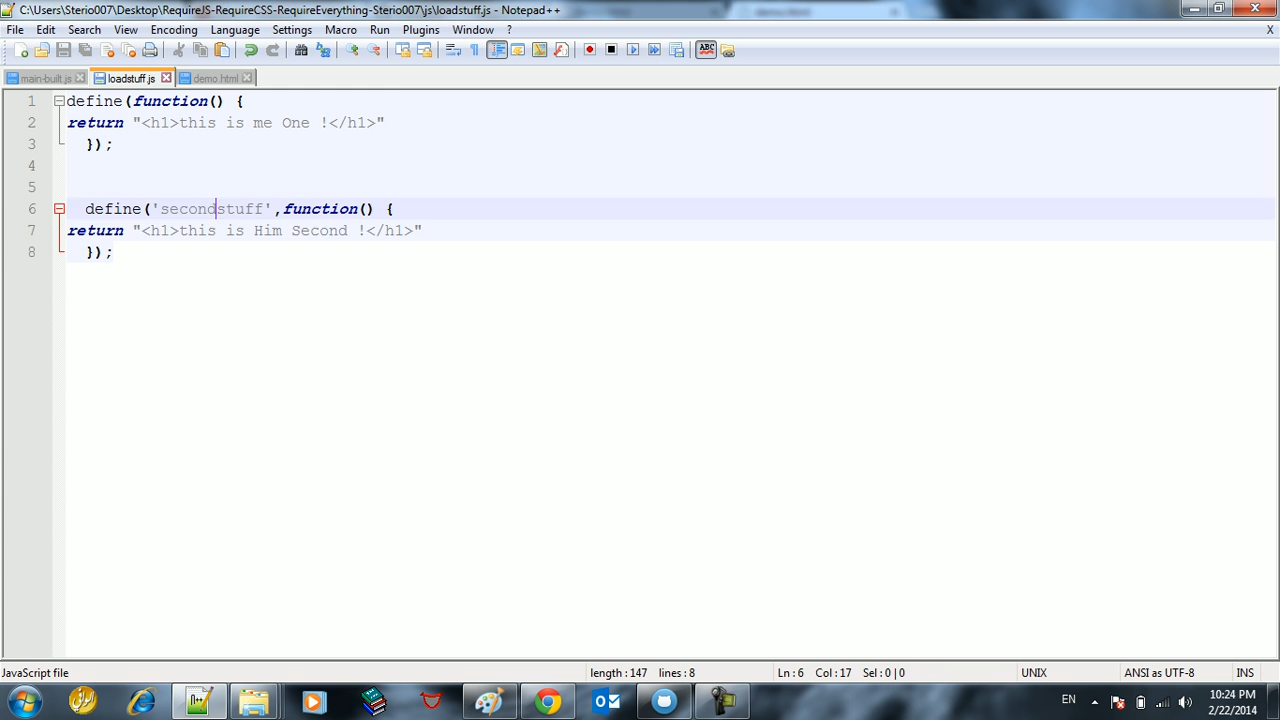 C:\Users\Sterio007\Desktop\RequireJS-RequireCSS-RequireEverything-Sterio007\js\loadstuff.js - Notepad++
demo.html
File Edit Search View Encoding Language Settings Macro Run Plugins Window ? X
ABC
main-built.js loadstuff.js demo.html
1 define(function() {
2 return "<h1>this is me One !</h1>"
3 });
4
5
6 define('secondstuff',function() {
7 return "<h1>this is Him Second !</h1>"
8 });
JavaScript file length : 147 lines : 8 Ln : 6 Col : 17 Sel : 0 | 0 UNIX ANSI as UTF-8 INS
EN
10:24 PM
2/22/2014